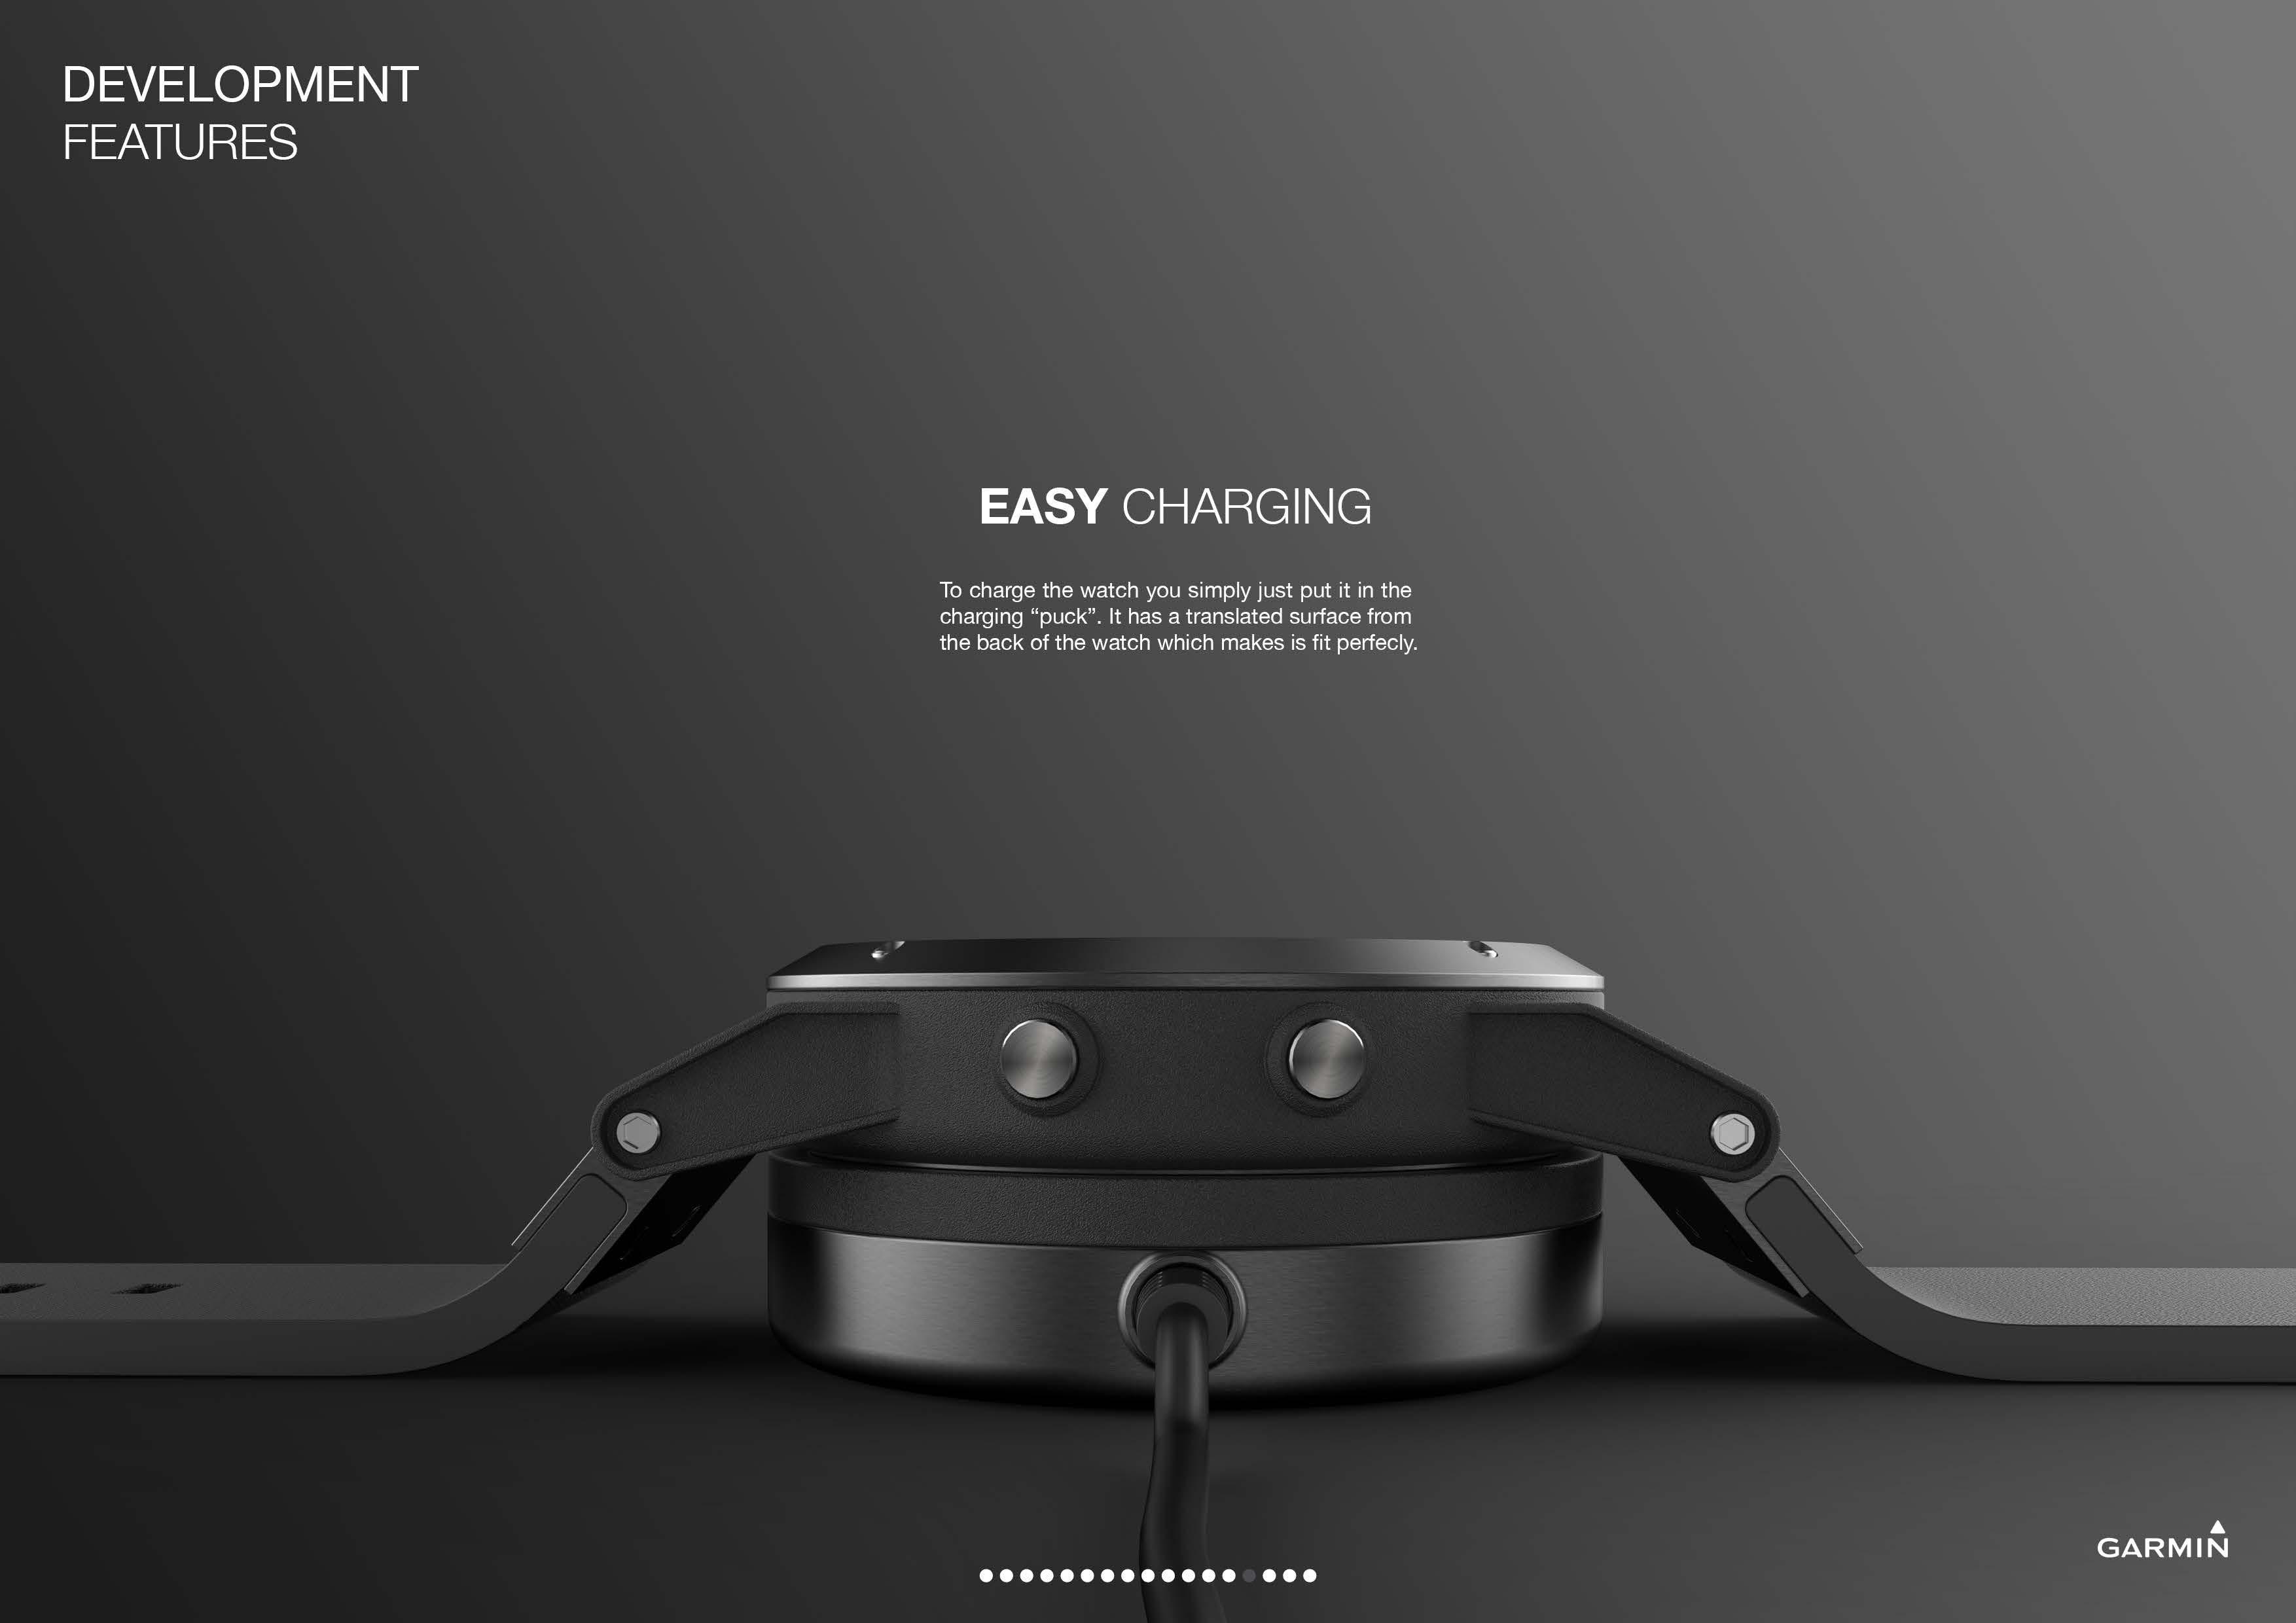 DEVELOPMENT
FEATURES
EASY CHARGING
To charge the watch you simply just put it in the
charging “puck”. It has a translated surface from
the back of the watch which makes is fit perfecly.
GARMIN